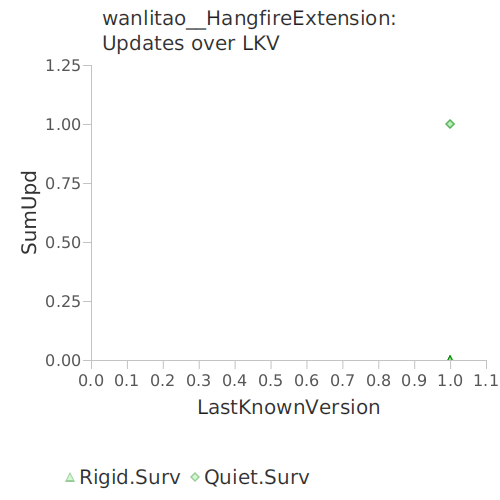 wanlitao__HangfireExtension:
Updates over LKV
1.25
1.00
0.75
0.50
0.25
0.00
SumUpd
0.0 0.1 0.2 0.3 0.4 0.5 0.6 0.7 0.8 0.9 1.0 1.1
LastKnownVersion
Rigid.Surv Quiet.Surv